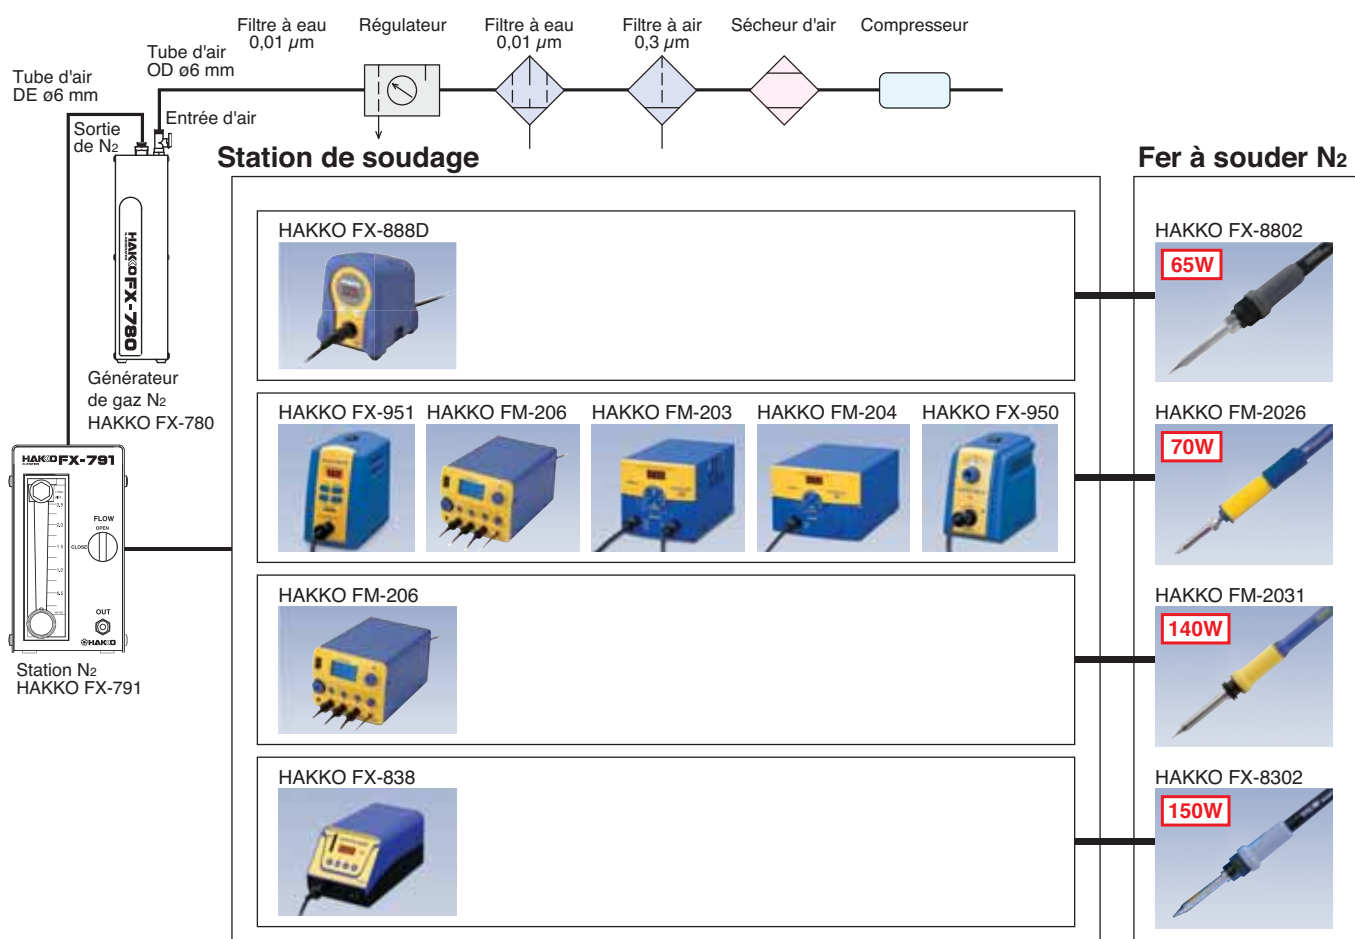 Filtre à eau
0,01 µm
Régulateur
Filtre à eau
0,01 µm
Filtre à air
0,3 µm
Sécheur d'air
Compresseur
Tube d'air
OD ø6 mm
Tube d'air
DE ø6 mm
Entrée d'air
Sortie
de N2
HAKKO FX-780
Générateur
de gaz N2
HAKKO FX-780
HAKKO FX-791
FLOW
OPEN
CLOSE
OUT
HAKKO
Station N2
HAKKO FX-791
Station de soudage
HAKKO FX-888D
HAKKO FX-951
HAKKO FM-206
HAKKO FM-203
HAKKO FM-204
HAKKO FX-950
HAKKO FM-206
HAKKO FX-838
Fer à souder N2
HAKKO FX-8802
65W
HAKKO FM-2026
70W
HAKKO FM-2031
140W
HAKKO FX-8302
150W